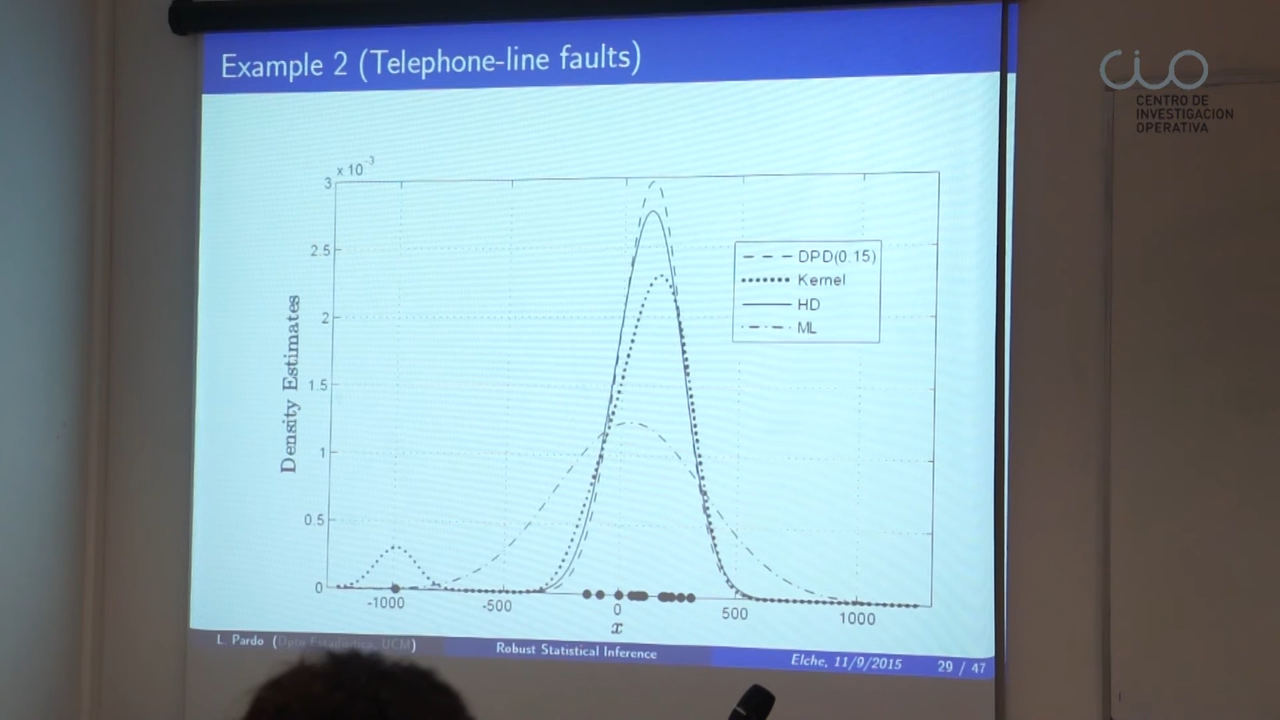 Example 2 (Telephone-line faults)
CIO
CENTRO DE
INVESTIGACION
OPERATIVA
x 10^-3
3
2.5
2
1.5
1
0.5
0
Density Estimates
DPD(0.15)
Kernel
HD
ML
-1000
-500
0
500
1000
x
L. Pardo (Dpto Estadística, UCM)
Robust Statistical Inference
Elche, 11/9/2015
29 / 47